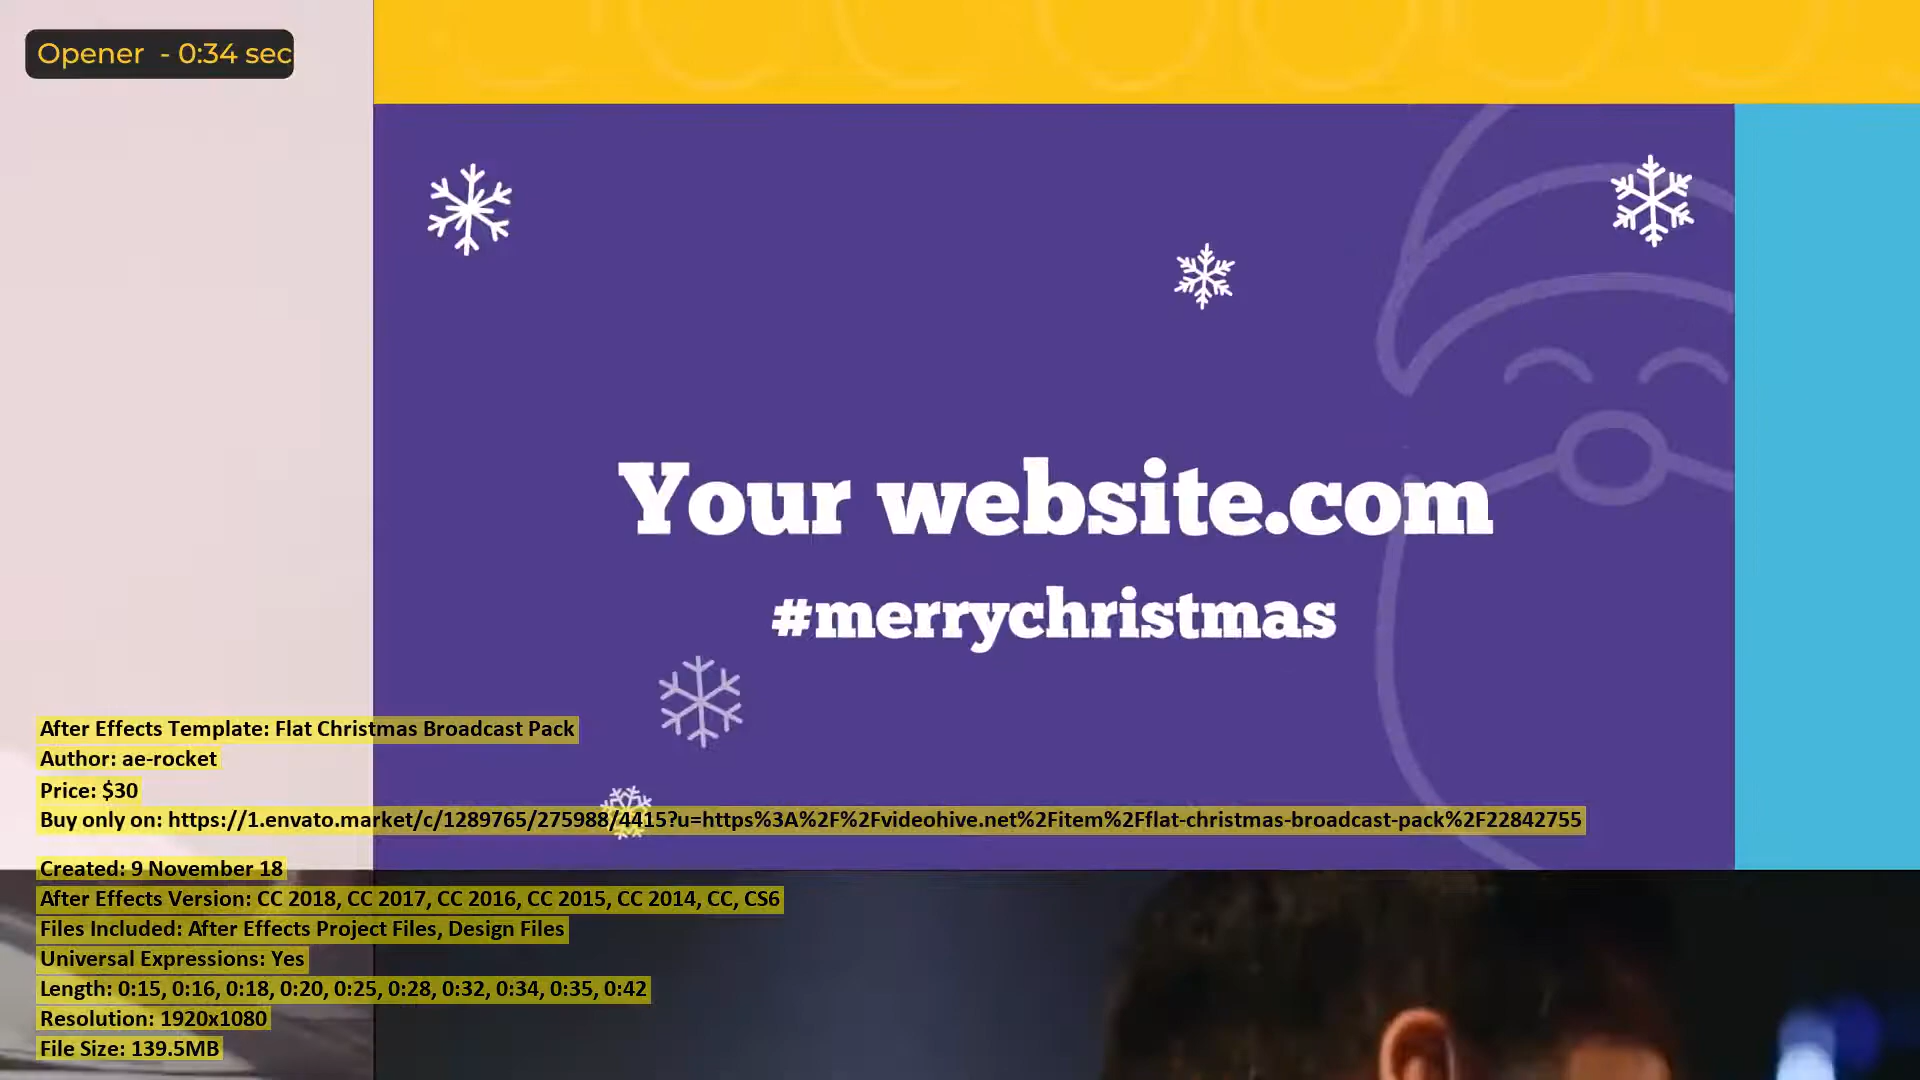 Opener - 0:34 sec
Your website.com
#merrychristmas
After Effects Template: Flat Christmas Broadcast Pack
Author: ae-rocket
Price: $30
Buy only on: https://1.envato.market/c/1289765/275988/4415?u=https%3A%2F%2Fvideohive.net%2Fitem%2Fflat-christmas-broadcast-pack%2F22842755
Created: 9 November 18
After Effects Version: CC 2018, CC 2017, CC 2016, CC 2015, CC 2014, CC, CS6
Files Included: After Effects Project Files, Design Files
Universal Expressions: Yes
Length: 0:15, 0:16, 0:18, 0:20, 0:25, 0:28, 0:32, 0:34, 0:35, 0:42
Resolution: 1920x1080
File Size: 139.5MB